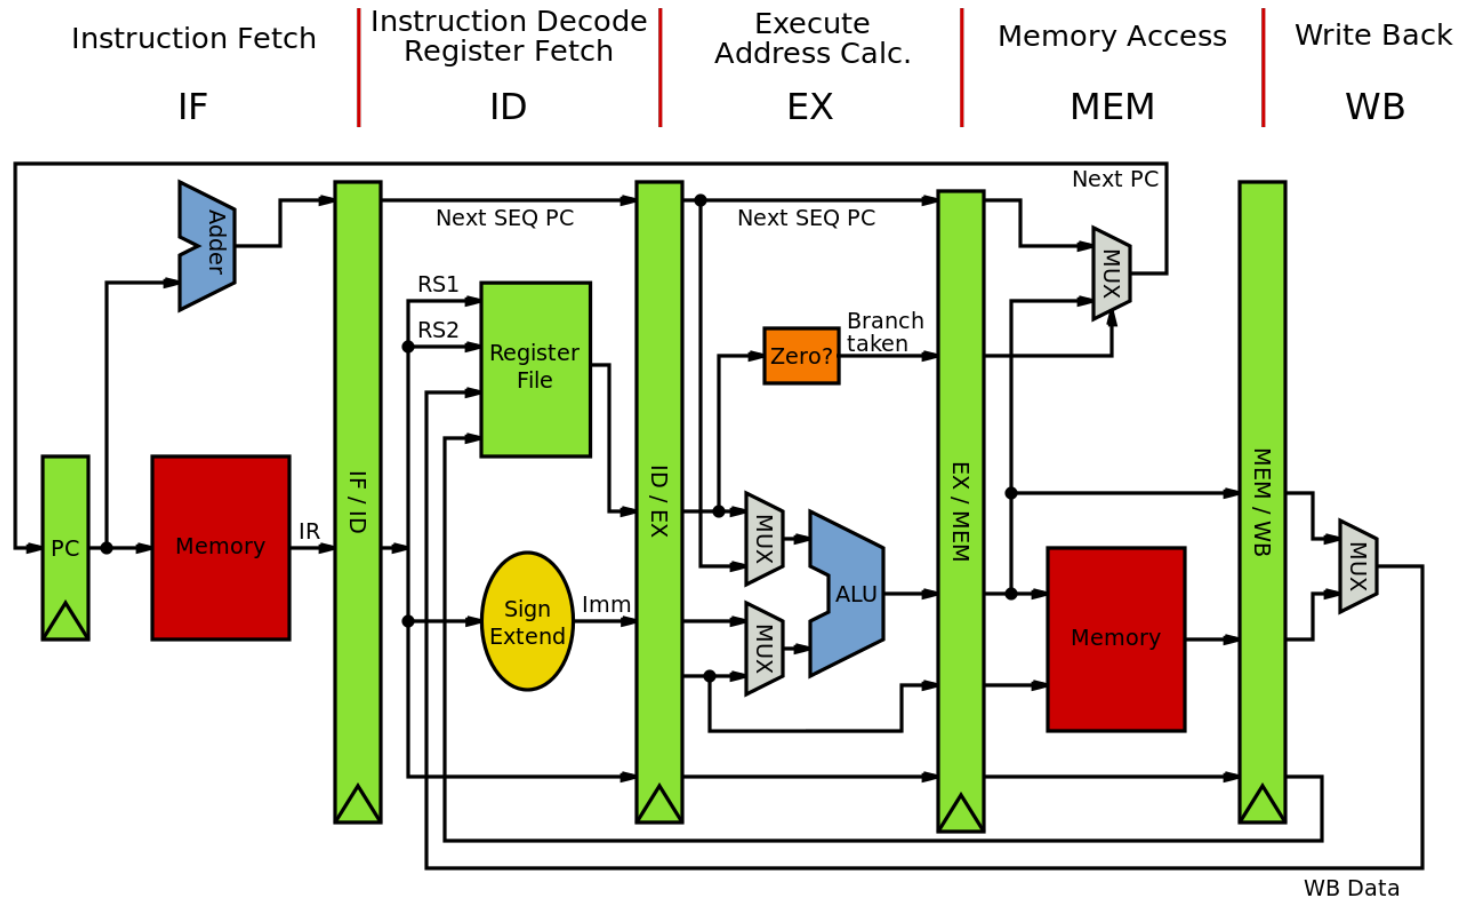 Instruction Fetch
IF
Instruction Decode
Register Fetch
ID
Execute
Address Calc.
EX
Memory Access
MEM
Write Back
WB
Next PC
Adder
Next SEQ PC
Next SEQ PC
MUX
RS1
RS2
Register
File
Branch
taken
Zero?
PC
Memory
IR
IF / ID
ID / EX
EX / MEM
MEM / WB
MUX
MUX
ALU
Sign
Extend
Imm
Memory
MUX
WB Data